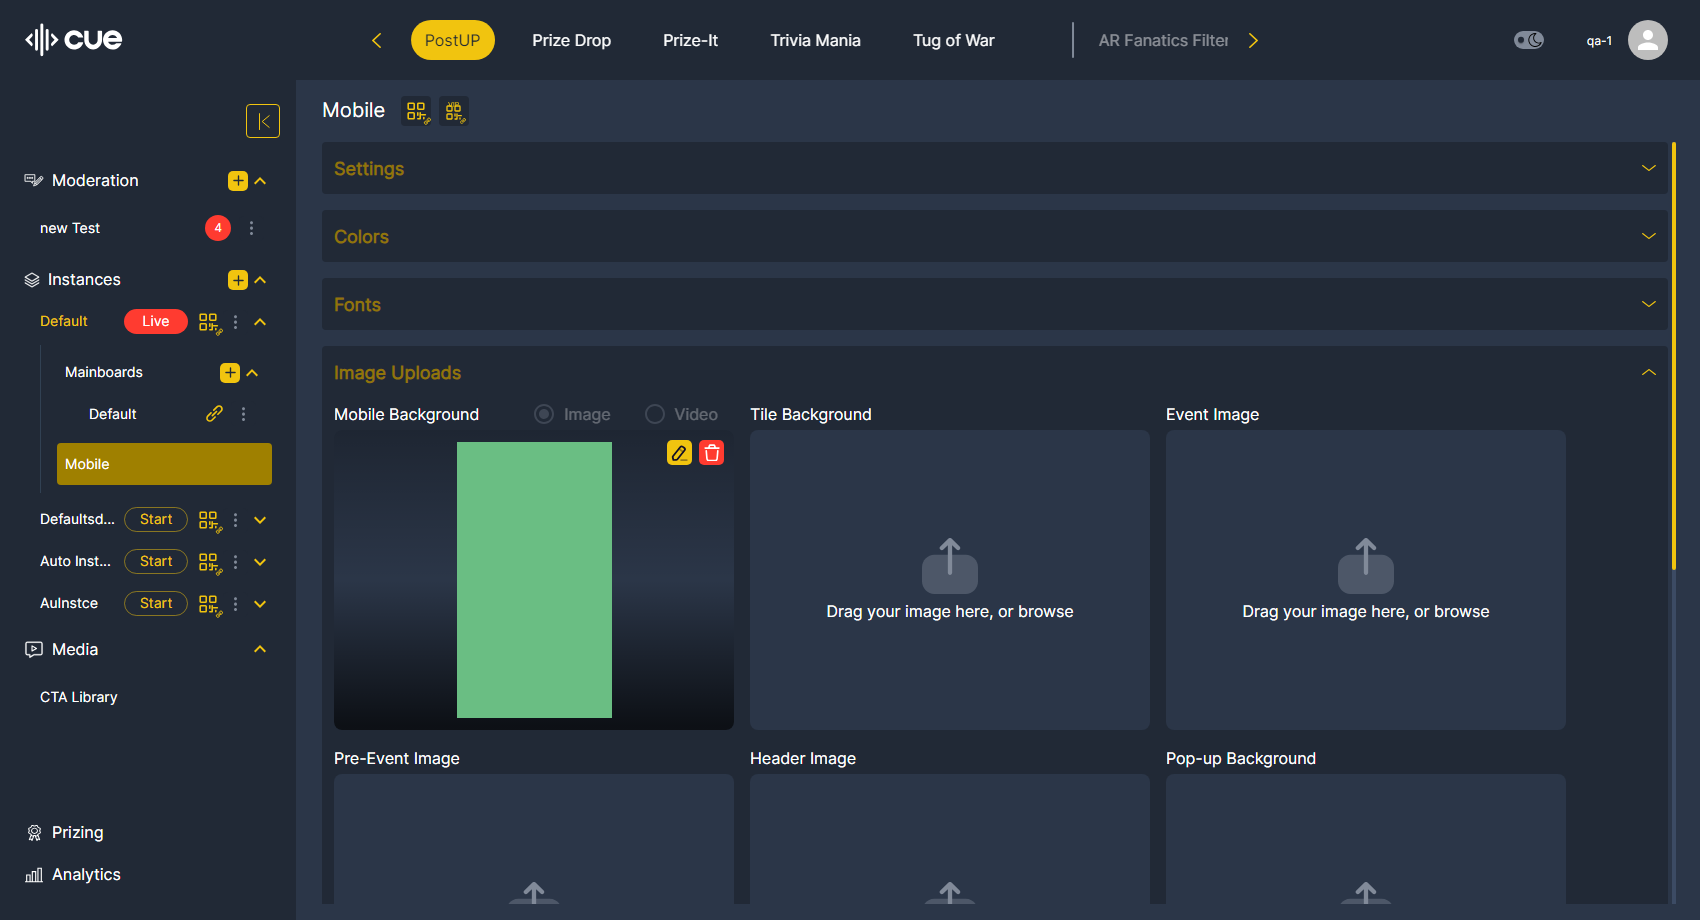 cue
PostUP
Prize Drop
Prize-It
Trivia Mania
Tug of War
AR Fanatics Filter
qa-1
Mobile
VIP
Moderation
new Test
4
Instances
Default
Live
Mainboards
Default
Mobile
Defaultsd...
Start
Auto Inst...
Start
AuInstce
Start
Media
CTA Library
Prizing
Analytics
Settings
Colors
Fonts
Image Uploads
Mobile Background
Image
Video
Tile Background
Event Image
Drag your image here, or browse
Drag your image here, or browse
Pre-Event Image
Header Image
Pop-up Background